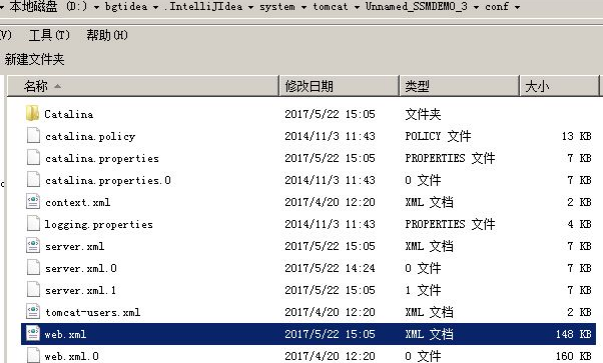 本地磁盘 (D:) ▸ bgtidea ▸ .IntelliJIdea ▸ system ▸ tomcat ▸ Unnamed_SSMDEMO_3 ▸ conf
V) 工具(T) 帮助(H)
新建文件夹
名称 修改日期 类型 大小
Catalina 2017/5/22 15:05 文件夹
catalina.policy 2014/11/3 11:43 POLICY 文件 13 KB
catalina.properties 2017/5/22 15:05 PROPERTIES 文件 7 KB
catalina.properties.0 2014/11/3 11:43 0 文件 7 KB
context.xml 2017/4/20 12:20 XML 文档 2 KB
logging.properties 2014/11/3 11:43 PROPERTIES 文件 4 KB
server.xml 2017/5/22 15:05 XML 文档 7 KB
server.xml.0 2017/5/22 14:24 0 文件 7 KB
server.xml.1 2017/5/22 15:05 1 文件 7 KB
tomcat-users.xml 2017/4/20 12:20 XML 文档 2 KB
web.xml 2017/5/22 15:05 XML 文档 148 KB
web.xml.0 2017/4/20 12:20 0 文件 160 KB